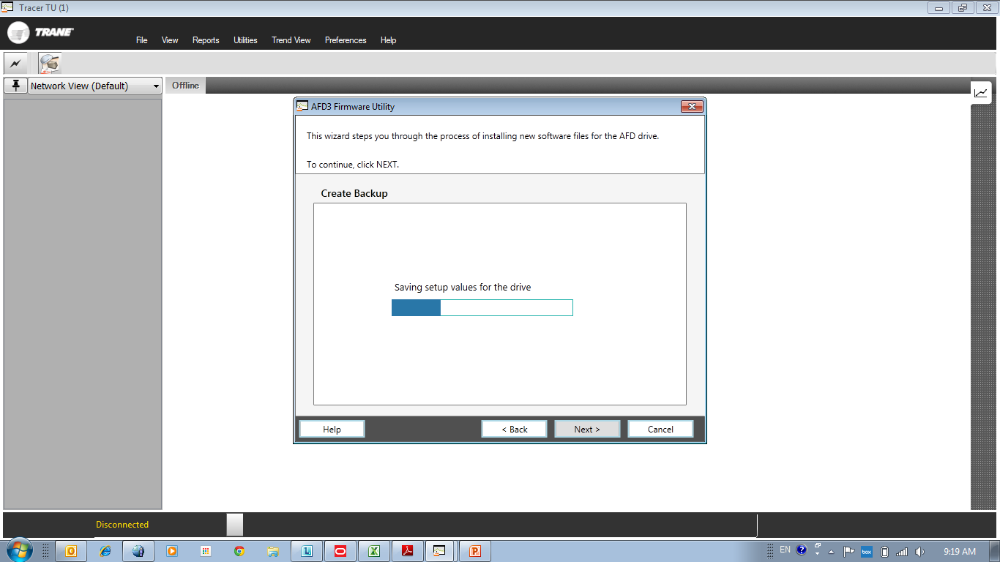 Tracer TU (1)
TRANE
File View Reports Utilities Trend View Preferences Help
Network View (Default)
Offline
AFD3 Firmware Utility
This wizard steps you through the process of installing new software files for the AFD drive.
To continue, click NEXT.
Create Backup
Saving setup values for the drive
Help
< Back
Next >
Cancel
Disconnected
EN
box
9:19 AM